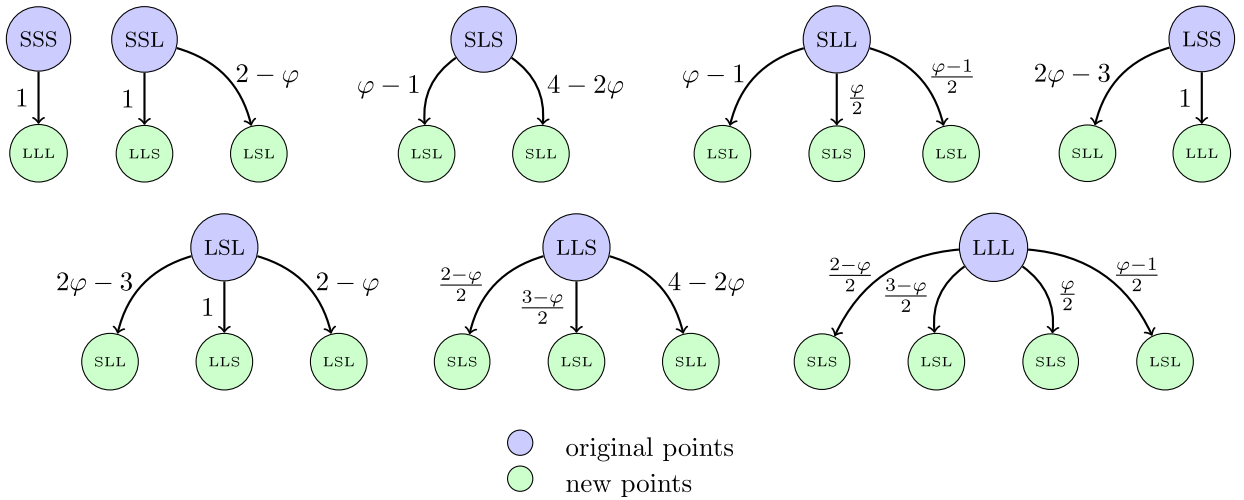 SSS SSL SLS SLL LSS
1 1 2 − φ φ − 1 4 − 2φ φ − 1 φ/2 (φ−1)/2 2φ − 3 1
LLL LLS LSL LSL SLL LSL SLS LSL SLL LLL
LSL LLS LLL
2φ − 3 1 2 − φ (2−φ)/2 (3−φ)/2 4 − 2φ (2−φ)/2 (3−φ)/2 φ/2 (φ−1)/2
SLL LLS LSL SLS LSL SLL SLS LSL SLS LSL
original points
new points